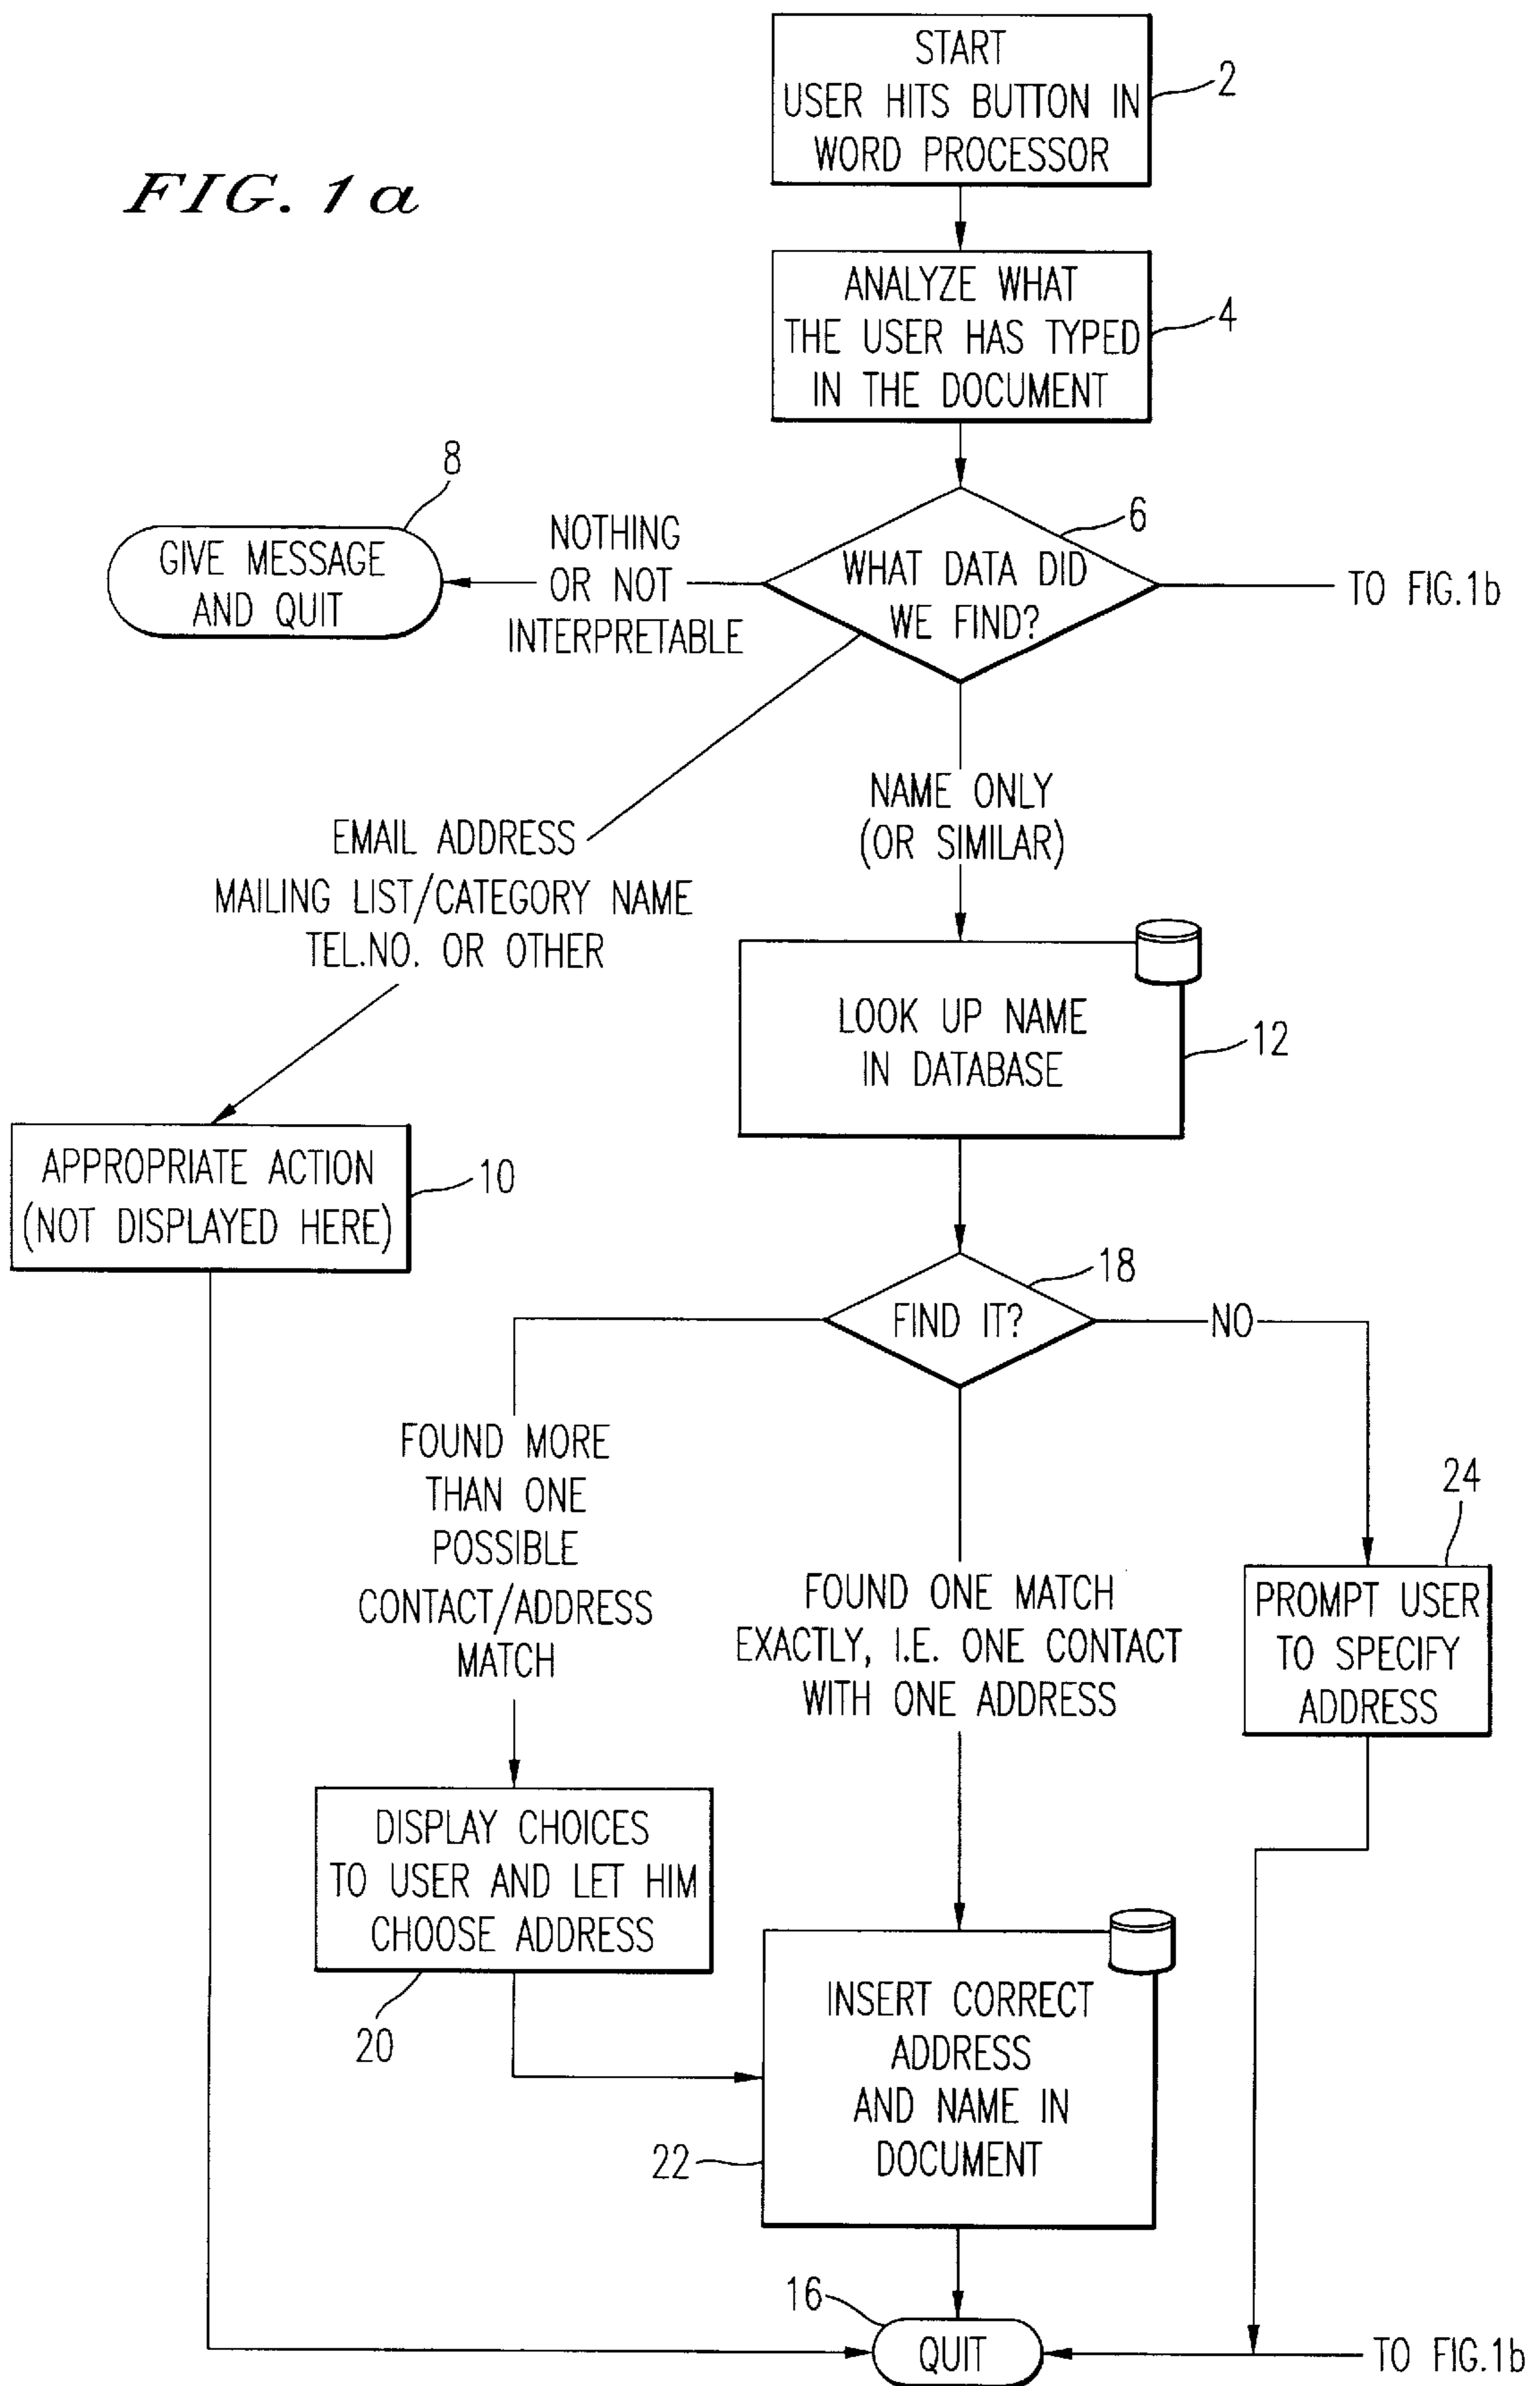 START
USER HITS BUTTON IN
WORD PROCESSOR
2
FIG. 1a
ANALYZE WHAT
THE USER HAS TYPED
IN THE DOCUMENT
4
8
GIVE MESSAGE
AND QUIT
NOTHING
OR NOT
INTERPRETABLE
6
WHAT DATA DID
WE FIND?
TO FIG.1b
NAME ONLY
(OR SIMILAR)
EMAIL ADDRESS
MAILING LIST/CATEGORY NAME
TEL.NO. OR OTHER
LOOK UP NAME
IN DATABASE
12
APPROPRIATE ACTION
(NOT DISPLAYED HERE)
10
18
FIND IT?
NO
FOUND MORE
THAN ONE
POSSIBLE
CONTACT/ADDRESS
MATCH
FOUND ONE MATCH
EXACTLY, I.E. ONE CONTACT
WITH ONE ADDRESS
24
PROMPT USER
TO SPECIFY
ADDRESS
DISPLAY CHOICES
TO USER AND LET HIM
CHOOSE ADDRESS
20
INSERT CORRECT
ADDRESS
AND NAME IN
DOCUMENT
22
16
QUIT
TO FIG.1b